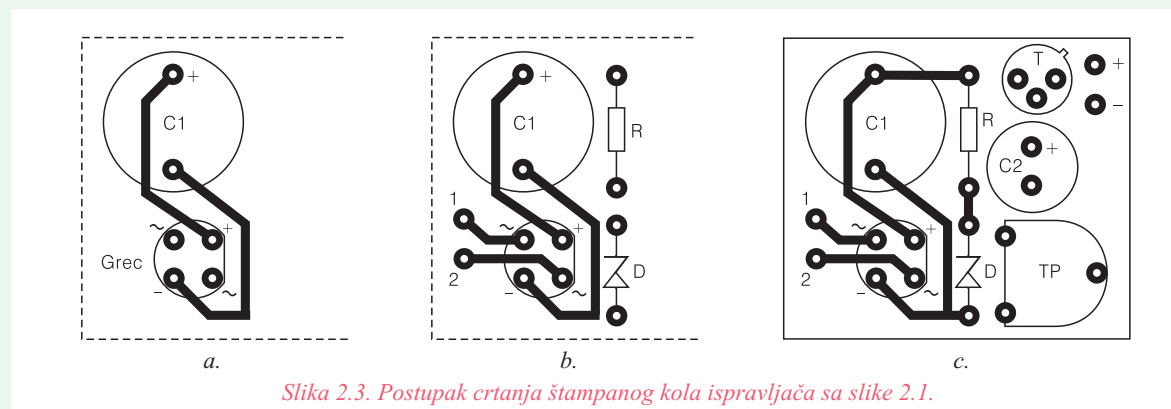 +
C1
~
+
Grec
-
~
a.
+
C1
R
1
~
+
2
D
-
~
b.
T
+
-
+
C1
R
+
C2
1
~
+
2
D
TP
-
~
c.
Slika 2.3. Postupak crtanja štampanog kola ispravljača sa slike 2.1.